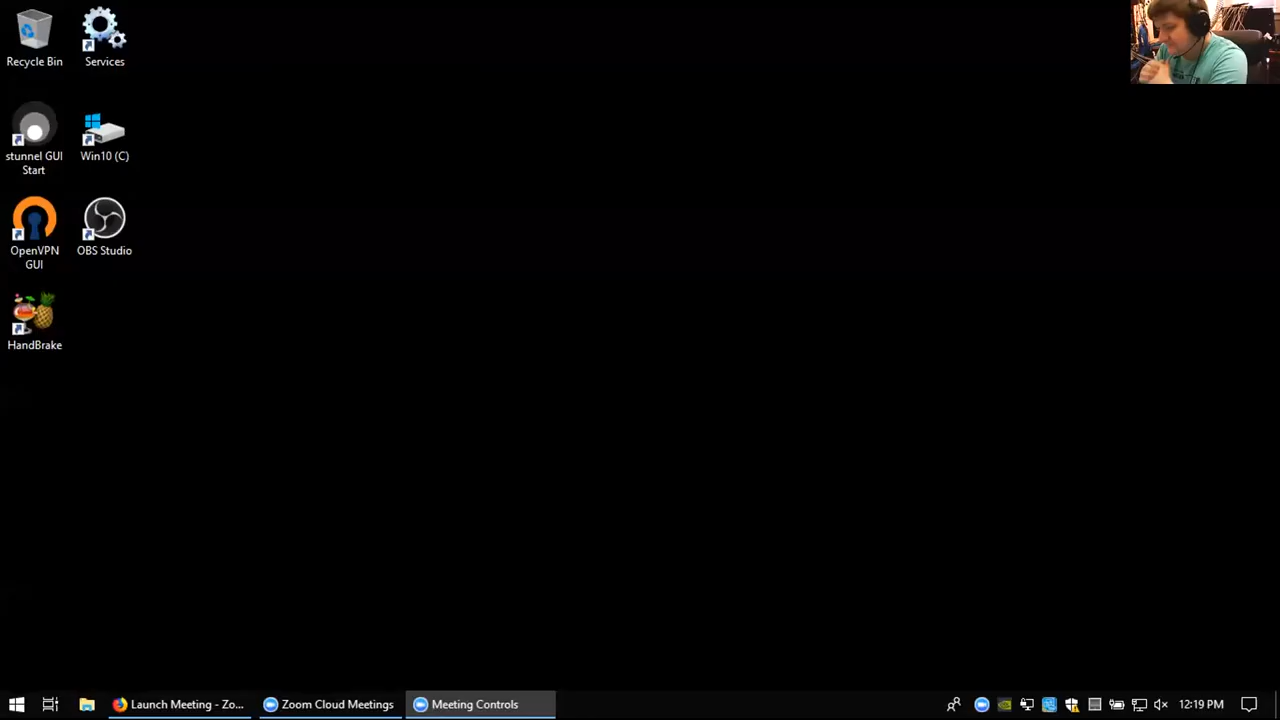 Recycle Bin
Services
stunnel GUI
Start
Win10 (C)
OpenVPN
GUI
OBS Studio
HandBrake
Launch Meeting - Zo...
Zoom Cloud Meetings
Meeting Controls
12:19 PM